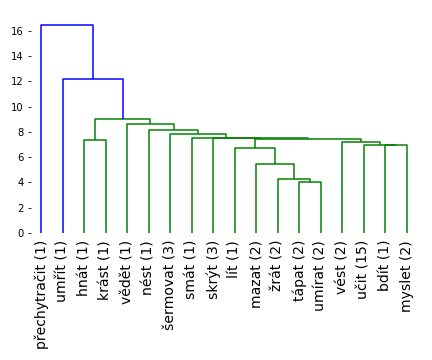 16
14
12
10
8
6
4
2
0
přechytračit (1)
umřít (1)
hnát (1)
krást (1)
vědět (1)
nést (1)
šermovat (3)
smát (1)
skrýt (3)
lít (1)
mazat (2)
žrát (2)
tápat (2)
umírat (2)
vést (2)
učit (15)
bdít (1)
myslet (2)